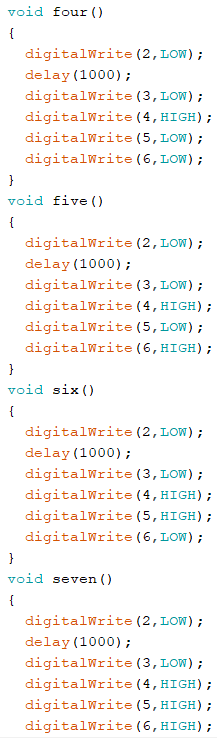 void four()
{
  digitalWrite(2,LOW);
  delay(1000);
  digitalWrite(3,LOW);
  digitalWrite(4,HIGH);
  digitalWrite(5,LOW);
  digitalWrite(6,LOW);
}
void five()
{
  digitalWrite(2,LOW);
  delay(1000);
  digitalWrite(3,LOW);
  digitalWrite(4,HIGH);
  digitalWrite(5,LOW);
  digitalWrite(6,HIGH);
}
void six()
{
  digitalWrite(2,LOW);
  delay(1000);
  digitalWrite(3,LOW);
  digitalWrite(4,HIGH);
  digitalWrite(5,HIGH);
  digitalWrite(6,LOW);
}
void seven()
{
  digitalWrite(2,LOW);
  delay(1000);
  digitalWrite(3,LOW);
  digitalWrite(4,HIGH);
  digitalWrite(5,HIGH);
  digitalWrite(6,HIGH);